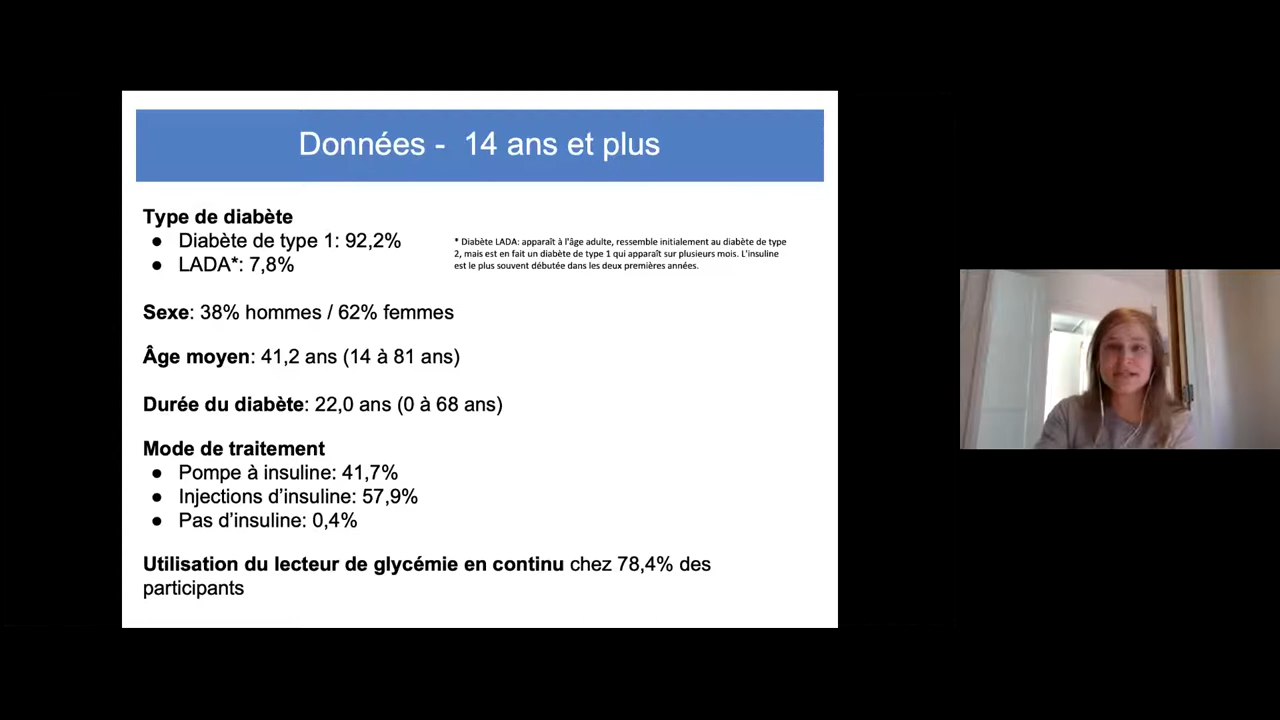 Données - 14 ans et plus
Type de diabète
● Diabète de type 1: 92,2%
● LADA*: 7,8%
* Diabète LADA: apparaît à l'âge adulte, ressemble initialement au diabète de type
2, mais est en fait un diabète de type 1 qui apparaît sur plusieurs mois. L'insuline
est le plus souvent débutée dans les deux premières années.
Sexe: 38% hommes / 62% femmes
Âge moyen: 41,2 ans (14 à 81 ans)
Durée du diabète: 22,0 ans (0 à 68 ans)
Mode de traitement
● Pompe à insuline: 41,7%
● Injections d’insuline: 57,9%
● Pas d’insuline: 0,4%
Utilisation du lecteur de glycémie en continu chez 78,4% des
participants